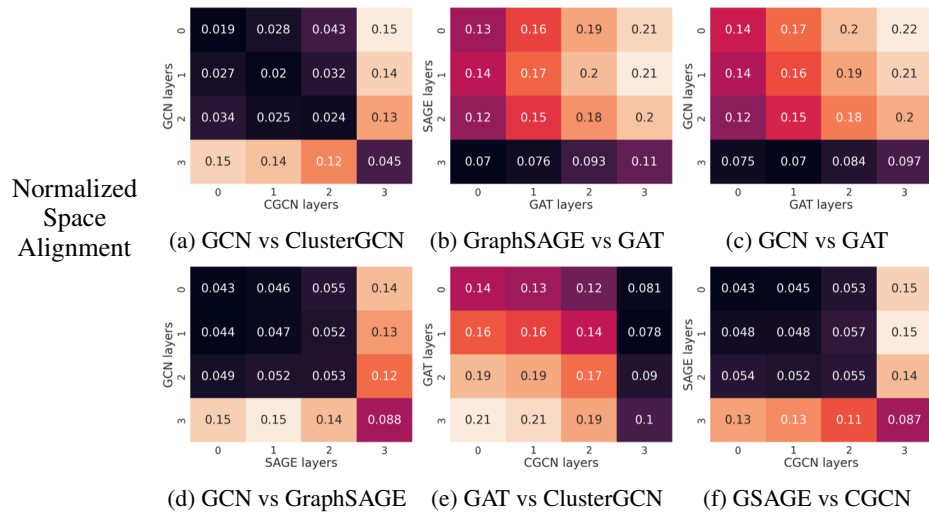 Normalized
Space
Alignment
GCN layers
0 0.019 0.028 0.043 0.15
1 0.027 0.02 0.032 0.14
2 0.034 0.025 0.024 0.13
3 0.15 0.14 0.12 0.045
0 1 2 3
CGCN layers
(a) GCN vs ClusterGCN
SAGE layers
0 0.13 0.16 0.19 0.21
1 0.14 0.17 0.2 0.21
2 0.12 0.15 0.18 0.2
3 0.07 0.076 0.093 0.11
0 1 2 3
GAT layers
(b) GraphSAGE vs GAT
GCN layers
0 0.14 0.17 0.2 0.22
1 0.14 0.16 0.19 0.21
2 0.12 0.15 0.18 0.2
3 0.075 0.07 0.084 0.097
0 1 2 3
GAT layers
(c) GCN vs GAT
GCN layers
0 0.043 0.046 0.055 0.14
1 0.044 0.047 0.052 0.13
2 0.049 0.052 0.053 0.12
3 0.15 0.15 0.14 0.088
0 1 2 3
SAGE layers
(d) GCN vs GraphSAGE
GAT layers
0 0.14 0.13 0.12 0.081
1 0.16 0.16 0.14 0.078
2 0.19 0.19 0.17 0.09
3 0.21 0.21 0.19 0.1
0 1 2 3
CGCN layers
(e) GAT vs ClusterGCN
SAGE layers
0 0.043 0.045 0.053 0.15
1 0.048 0.048 0.057 0.15
2 0.054 0.052 0.055 0.14
3 0.13 0.13 0.11 0.087
0 1 2 3
CGCN layers
(f) GSAGE vs CGCN